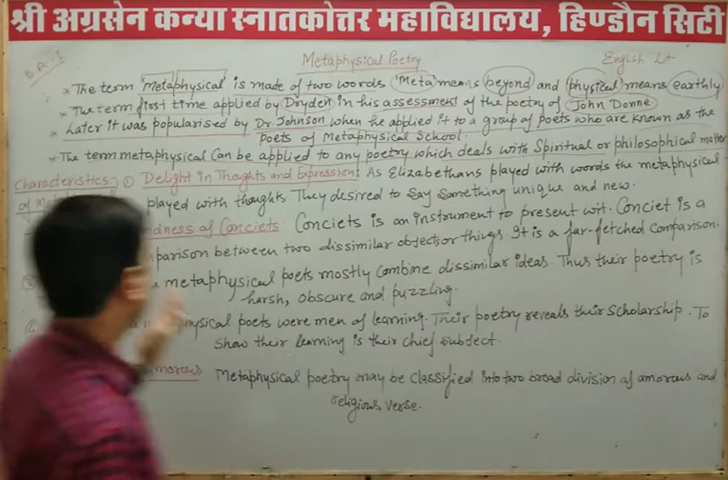 श्री अग्रसेन कन्या स्नातकोत्तर महाविद्यालय, हिण्डौन सिटी
B.A-I
Metaphysical Poetry
English Lit
The term 'Metaphysical' is made of two words 'Meta' means beyond and 'physical' means earthly.
The term first time applied by Dryden in his assessment of the poetry of John Donne
Later it was popularised by Dr Johnson when he applied it to a group of poets who are known as the
Poets of Metaphysical School.
The term metaphysical can be applied to any poetry which deals with Spiritual or philosophical matter
Characteristics ① Delight in Thoughts and Expression: As Elizabethans played with words the metaphysical
of played with thoughts They desired to say something unique and new.
ndness of Conciets Conciets is an instrument to present wit. Conciet is a
mparison between two dissimilar objects or things. It is a far-fetched comparison.
metaphysical poets mostly combine dissimilar ideas. Thus their poetry is
harsh, obscure and puzzling.
physical poets were men of learning. Their poetry reveals their Scholarship. To
show their learning is their chief subject.
Amorous Metaphysical poetry may be classified into two broad division of amorous and
religious verse.